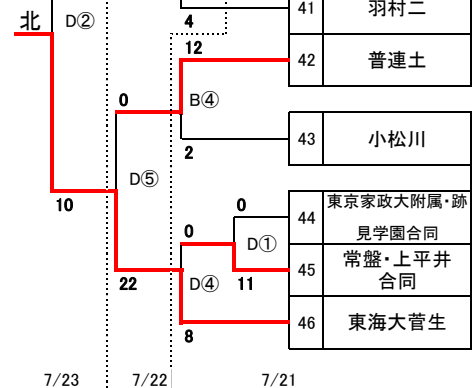 41 羽村二
4
北
D②
12
42 普連土
0
B④
43 小松川
2
D⑤
10
0
44 東京家政大附属・跡
見学園合同
0
D①
45 常盤・上平井
合同
22
D④
11
46 東海大菅生
8
7/23 7/22 7/21